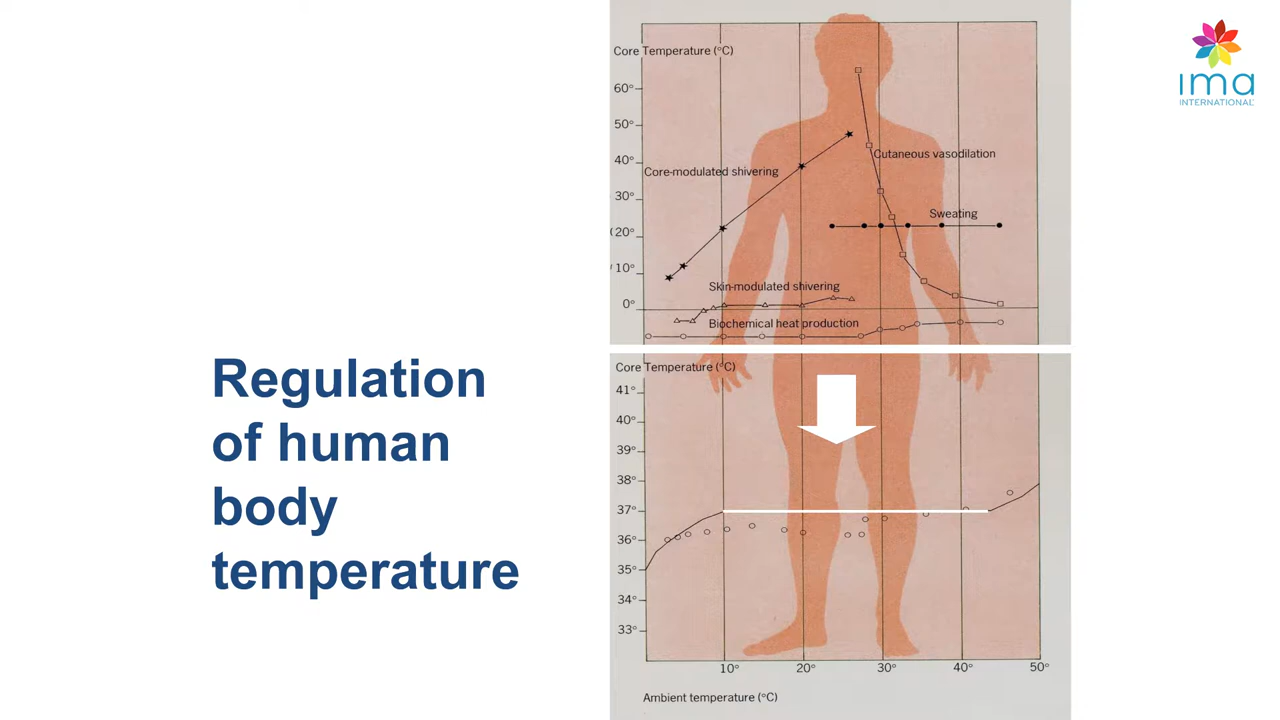 Regulation
of human
body
temperature
Core Temperature (°C)
60°
50°
40°
30°
(20°
/10°
0°
Core-modulated shivering
Cutaneous vasodilation
Sweating
Skin-modulated shivering
Biochemical heat production
Core Temperature (°C)
41°
40°
39°
38°
37°
36°
35°
34°
33°
10° 20° 30° 40° 50°
Ambient temperature (°C)
ima
INTERNATIONAL